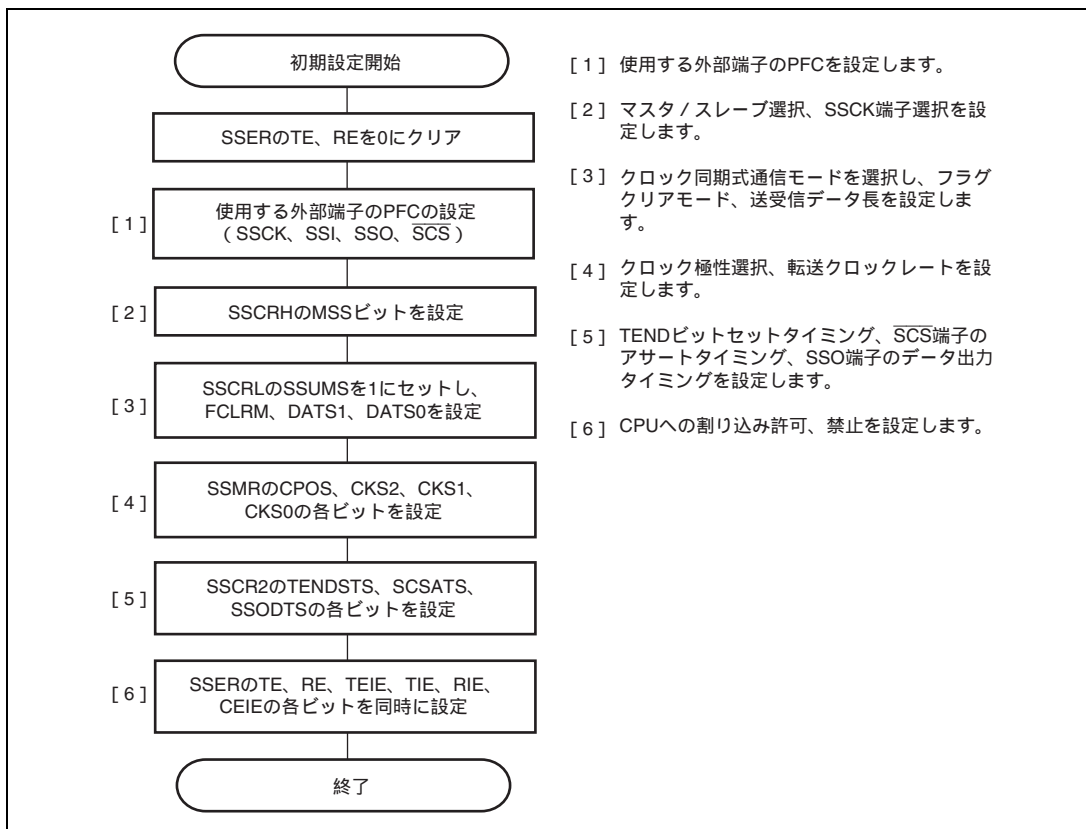 初期設定開始
SSERのTE、REを0にクリア
[1]
使用する外部端子のPFCの設定
(SSCK、SSI、SSO、SCS)
[2]
SSCRHのMSSビットを設定
[3]
SSCRLのSSUMSを1にセットし、
FCLRM、DATS1、DATS0を設定
[4]
SSMRのCPOS、CKS2、CKS1、
CKS0の各ビットを設定
[5]
SSCR2のTENDSTS、SCSATS、
SSODTSの各ビットを設定
[6]
SSERのTE、RE、TEIE、TIE、RIE、
CEIEの各ビットを同時に設定
終了
[1] 使用する外部端子のPFCを設定します。
[2] マスタ/スレーブ選択、SSCK端子選択を設
定します。
[3] クロック同期式通信モードを選択し、フラグ
クリアモード、送受信データ長を設定しま
す。
[4] クロック極性選択、転送クロックレートを設
定します。
[5] TENDビットセットタイミング、SCS端子の
アサートタイミング、SSO端子のデータ出力
タイミングを設定します。
[6] CPUへの割り込み許可、禁止を設定します。